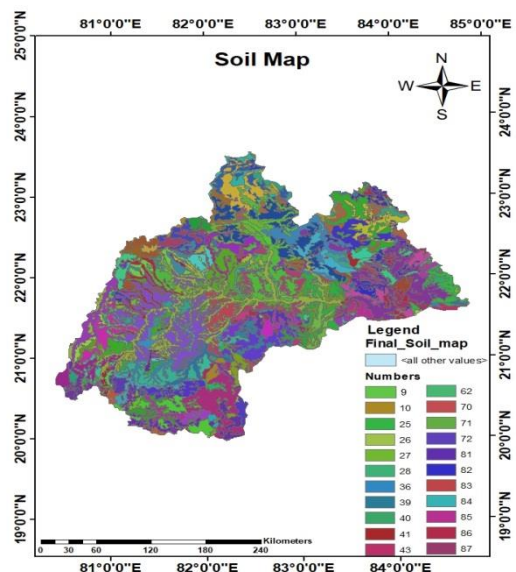 81°0'0"E 82°0'0"E 83°0'0"E 84°0'0"E 85°0'0"E
Soil Map
N
W E
S
25°0'0"N 25°0'0"N
24°0'0"N 24°0'0"N
23°0'0"N 23°0'0"N
22°0'0"N 22°0'0"N
21°0'0"N 21°0'0"N
20°0'0"N 20°0'0"N
19°0'0"N 19°0'0"N
Legend
Final_Soil_map
<all other values>
Numbers
9 62
10 70
25 71
26 72
27 81
28 82
36 83
39 84
40 85
41 86
43 87
Kilometers
0 30 60 120 180 240
81°0'0"E 82°0'0"E 83°0'0"E 84°0'0"E